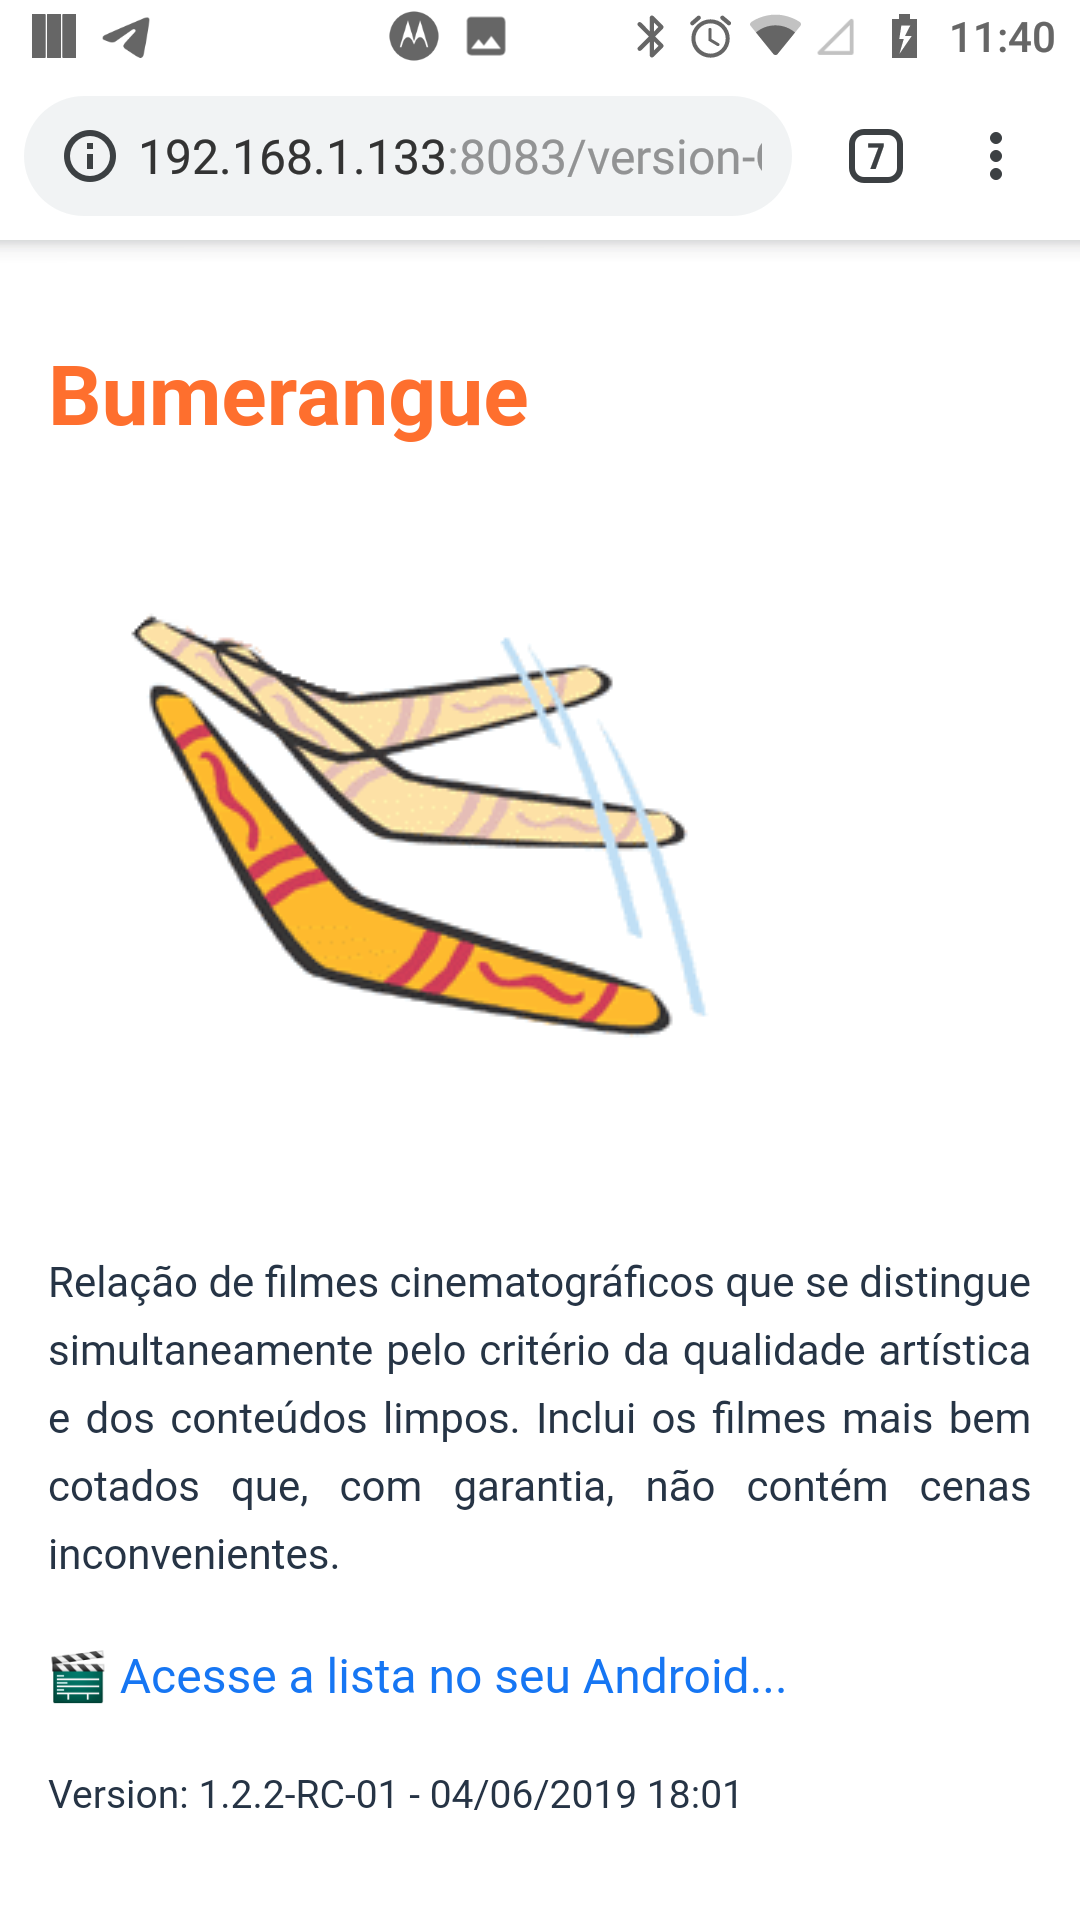 11:40
192.168.1.133:8083/version-
7
Bumerangue
Relação de filmes cinematográficos que se distingue
simultaneamente pelo critério da qualidade artística
e dos conteúdos limpos. Inclui os filmes mais bem
cotados que, com garantia, não contém cenas
inconvenientes.
Acesse a lista no seu Android...
Version: 1.2.2-RC-01 - 04/06/2019 18:01